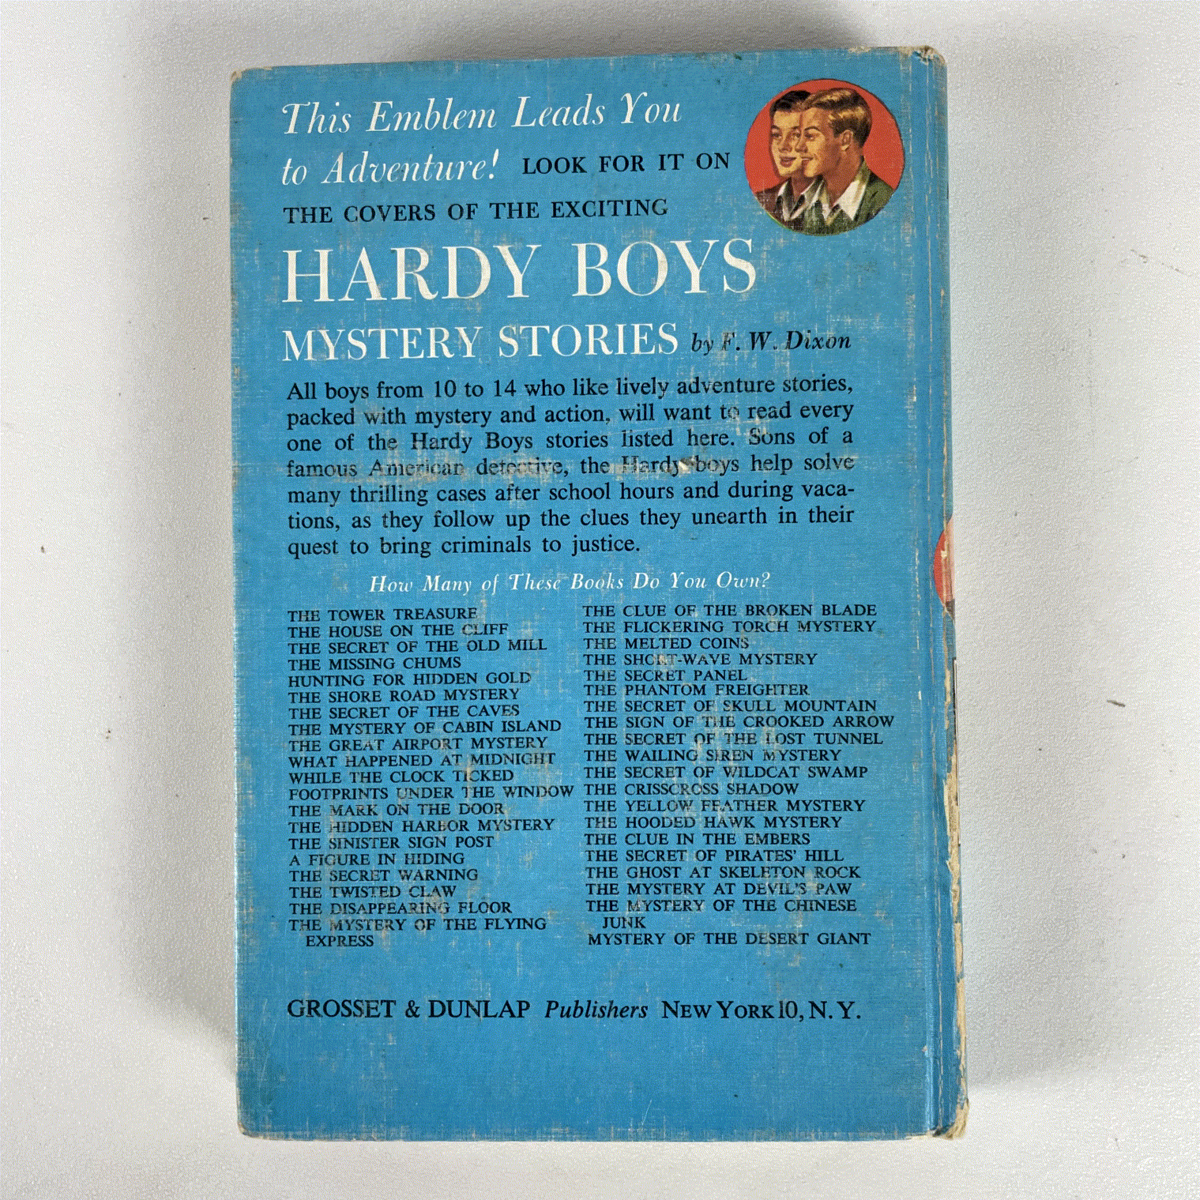 This Emblem Leads You
to Adventure! LOOK FOR IT ON
THE COVERS OF THE EXCITING
HARDY BOYS
MYSTERY STORIES by F. W. Dixon
All boys from 10 to 14 who like lively adventure stories,
packed with mystery and action, will want to read every
one of the Hardy Boys stories listed here. Sons of a
famous American detective, the Hardy boys help solve
many thrilling cases after school hours and during vaca-
tions, as they follow up the clues they unearth in their
quest to bring criminals to justice.
How Many of These Books Do You Own?
THE TOWER TREASURE
THE HOUSE ON THE CLIFF
THE SECRET OF THE OLD MILL
THE MISSING CHUMS
HUNTING FOR HIDDEN GOLD
THE SHORE ROAD MYSTERY
THE SECRET OF THE CAVES
THE MYSTERY OF CABIN ISLAND
THE GREAT AIRPORT MYSTERY
WHAT HAPPENED AT MIDNIGHT
WHILE THE CLOCK TICKED
FOOTPRINTS UNDER THE WINDOW
THE MARK ON THE DOOR
THE HIDDEN HARBOR MYSTERY
THE SINISTER SIGN POST
A FIGURE IN HIDING
THE SECRET WARNING
THE TWISTED CLAW
THE DISAPPEARING FLOOR
THE MYSTERY OF THE FLYING
EXPRESS
THE CLUE OF THE BROKEN BLADE
THE FLICKERING TORCH MYSTERY
THE MELTED COINS
THE SHORT-WAVE MYSTERY
THE SECRET PANEL
THE PHANTOM FREIGHTER
THE SECRET OF SKULL MOUNTAIN
THE SIGN OF THE CROOKED ARROW
THE SECRET OF THE LOST TUNNEL
THE WAILING SIREN MYSTERY
THE SECRET OF WILDCAT SWAMP
THE CRISSCROSS SHADOW
THE YELLOW FEATHER MYSTERY
THE HOODED HAWK MYSTERY
THE CLUE IN THE EMBERS
THE SECRET OF PIRATES' HILL
THE GHOST AT SKELETON ROCK
THE MYSTERY AT DEVIL'S PAW
THE MYSTERY OF THE CHINESE
JUNK
MYSTERY OF THE DESERT GIANT
GROSSET & DUNLAP Publishers NEW YORK 10, N. Y.